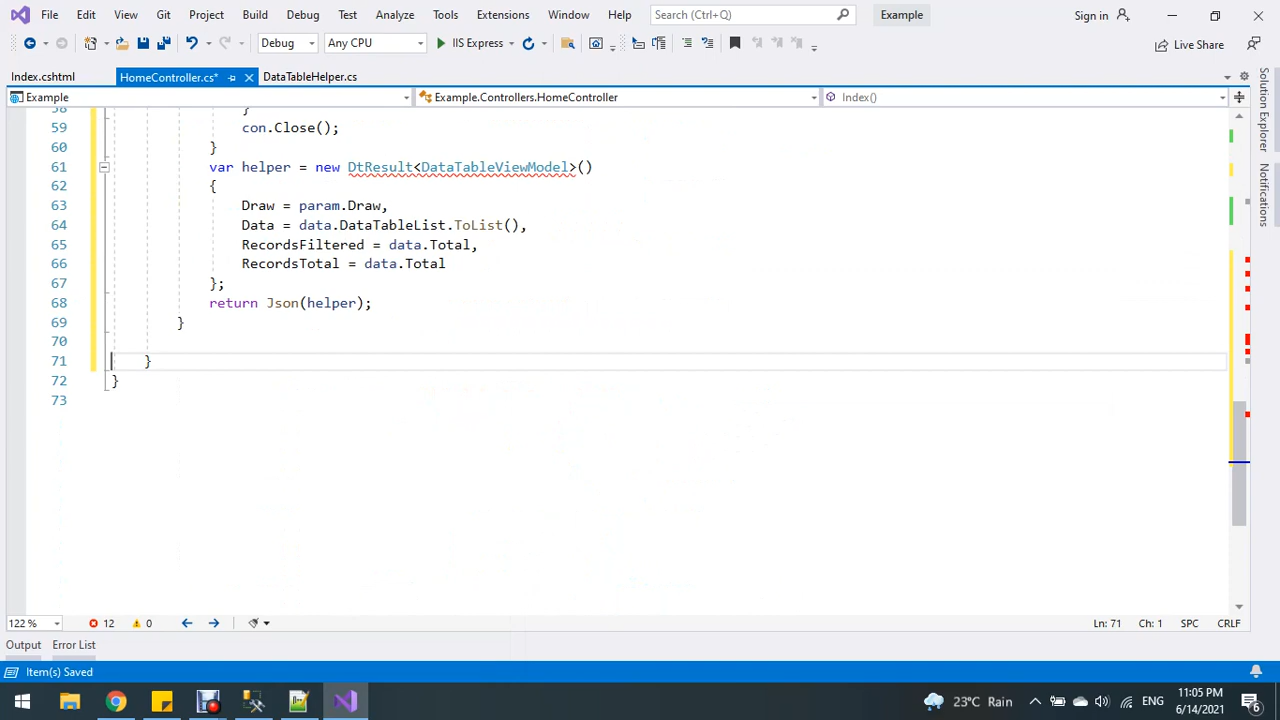 File Edit View Git Project Build Debug Test Analyze Tools Extensions Window Help Search (Ctrl+Q) Example Sign in
Debug Any CPU IIS Express Live Share
Index.cshtml HomeController.cs* DataTableHelper.cs
Example Example.Controllers.HomeController Index()
58 }
59 con.Close();
60 }
61 var helper = new DtResult<DataTableViewModel>()
62 {
63 Draw = param.Draw,
64 Data = data.DataTableList.ToList(),
65 RecordsFiltered = data.Total,
66 RecordsTotal = data.Total
67 };
68 return Json(helper);
69 }
70
71 }
72 }
73
Solution Explorer
Notifications
122 % 12 0 Ln: 71 Ch: 1 SPC CRLF
Output Error List
Item(s) Saved
23°C Rain ENG 11:05 PM
6/14/2021
6